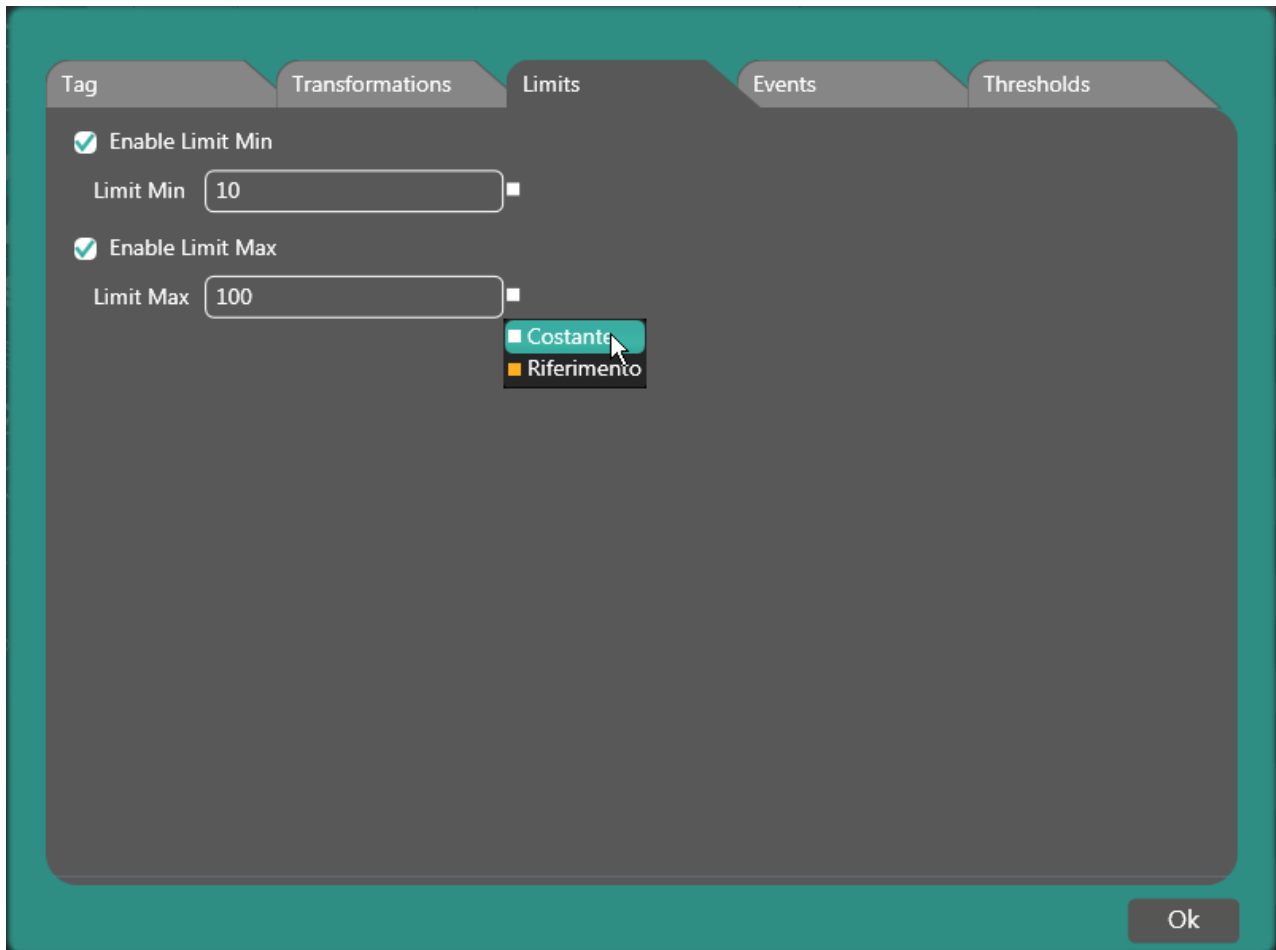 Tag Transformations Limits Events Thresholds
Enable Limit Min
Limit Min 10
Enable Limit Max
Limit Max 100
Costante
Riferimento
Ok